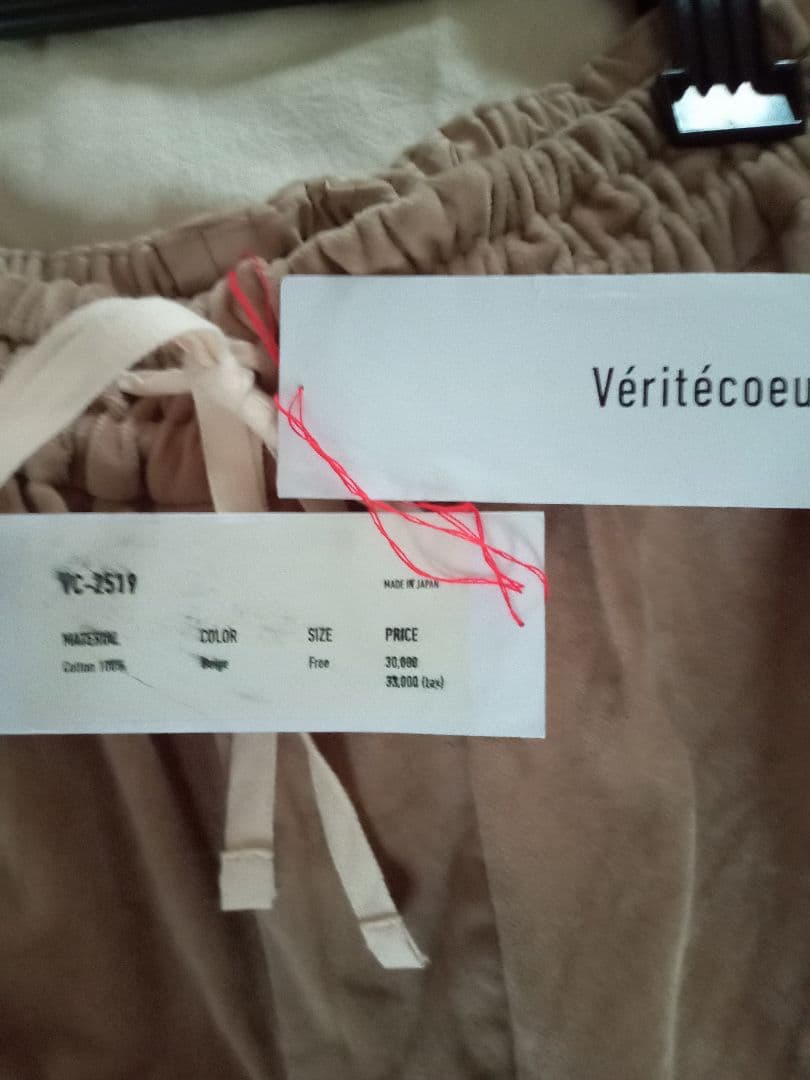 Véritécoeu
VC-2519
MADE IN JAPAN
MATERIAL COLOR SIZE PRICE
Cotton 100% Beige Free 30,000
33,000 (tax)